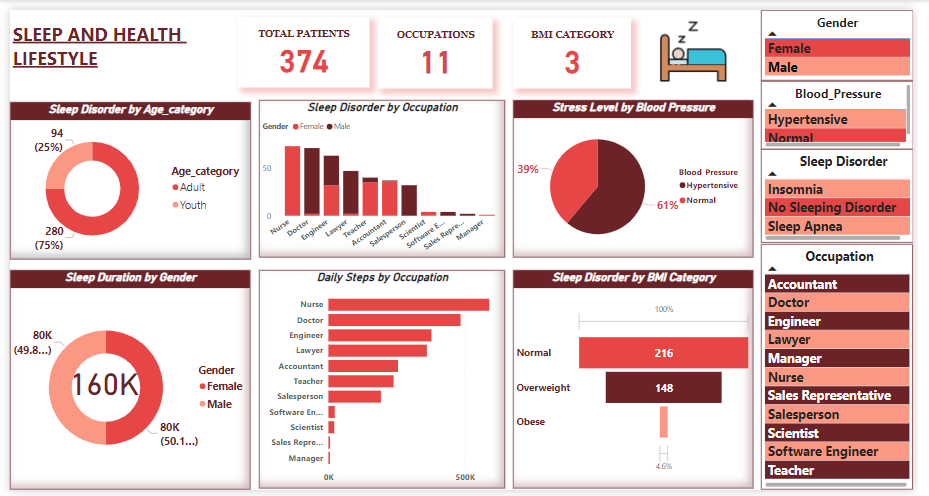 SLEEP AND HEALTH
LIFESTYLE
TOTAL PATIENTS
374
OCCUPATIONS
11
BMI CATEGORY
3
z
z
Gender
Female
Male
Blood_Pressure
Hypertensive
Normal
Sleep Disorder
Insomnia
No Sleeping Disorder
Sleep Apnea
Occupation
Accountant
Doctor
Engineer
Lawyer
Manager
Nurse
Sales Representative
Salesperson
Scientist
Software Engineer
Teacher
Sleep Disorder by Age_category
94
(25%)
280
(75%)
Age_category
Adult
Youth
Sleep Disorder by Occupation
Gender Female Male
50
0
Nurse
Doctor
Engineer
Lawyer
Teacher
Accountant
Salesperson
Scientist
Software E...
Sales Repre...
Manager
Stress Level by Blood Pressure
39%
61%
Blood Pressure
Hypertensive
Normal
Sleep Duration by Gender
80K
(49.8...)
160K
80K
(50.1...)
Gender
Female
Male
Daily Steps by Occupation
Nurse
Doctor
Engineer
Lawyer
Accountant
Teacher
Salesperson
Software En...
Scientist
Sales Repre...
Manager
0K 500K
Sleep Disorder by BMI Category
100%
Normal 216
Overweight 148
Obese
4.6%